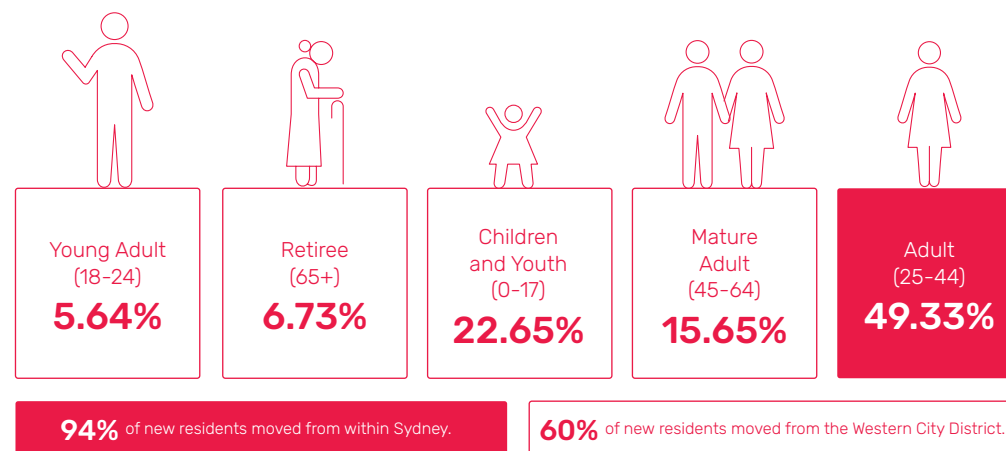 Young Adult
(18-24)
5.64%
Retiree
(65+)
6.73%
Children
and Youth
(0-17)
22.65%
Mature
Adult
(45-64)
15.65%
Adult
(25-44)
49.33%
94% of new residents moved from within Sydney.
60% of new residents moved from the Western City District.